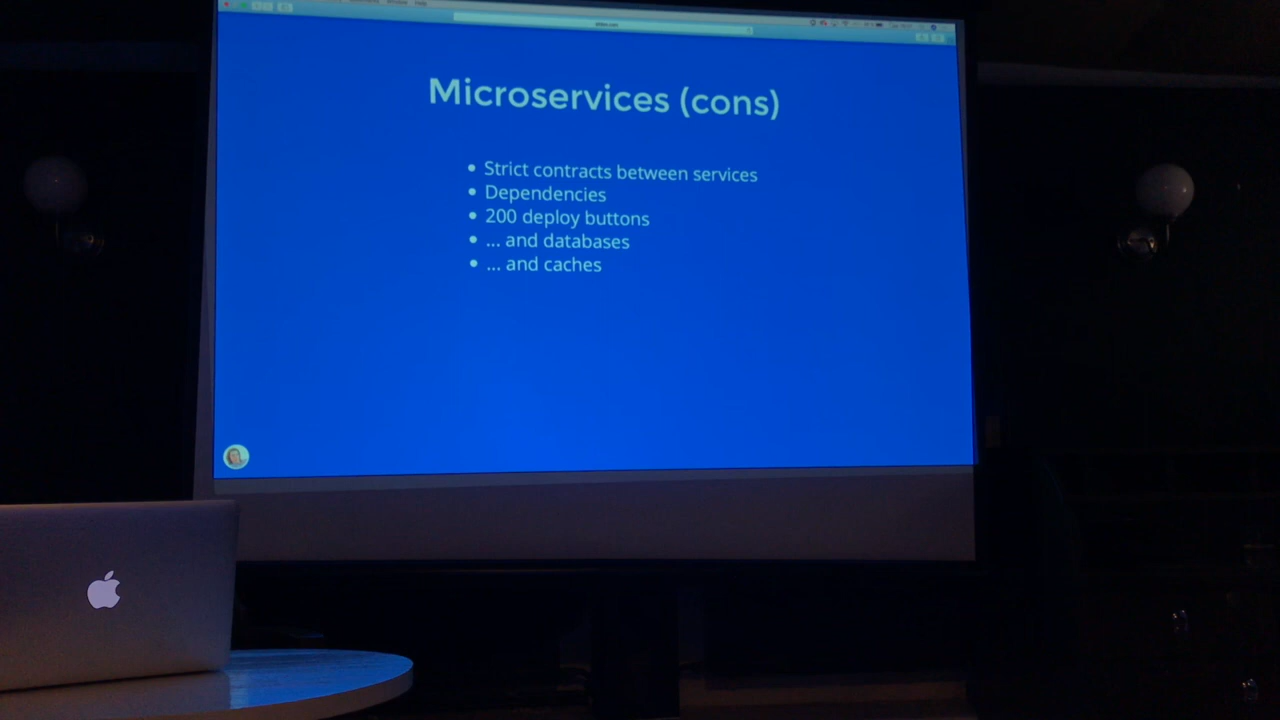 Microservices (cons)
• Strict contracts between services
• Dependencies
• 200 deploy buttons
• ... and databases
• ... and caches